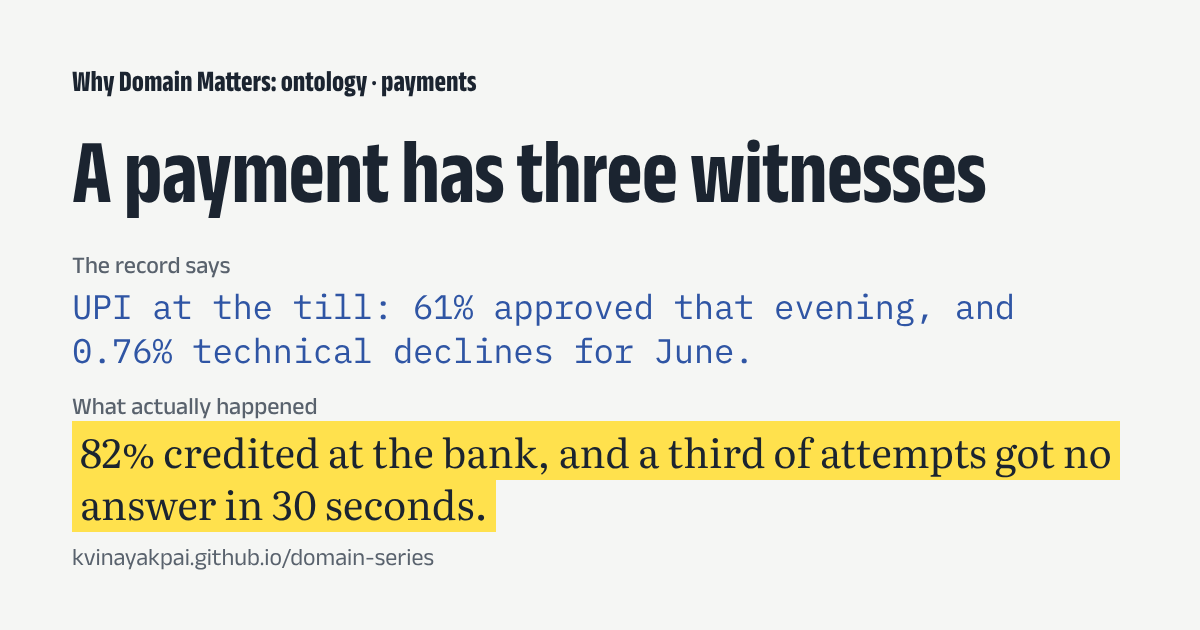 Why Domain Matters: ontology · payments
A payment has three witnesses
The record says
UPI at the till: 61% approved that evening, and
0.76% technical declines for June.
What actually happened
82% credited at the bank, and a third of attempts got no
answer in 30 seconds.
kvinayakpai.github.io/domain-series